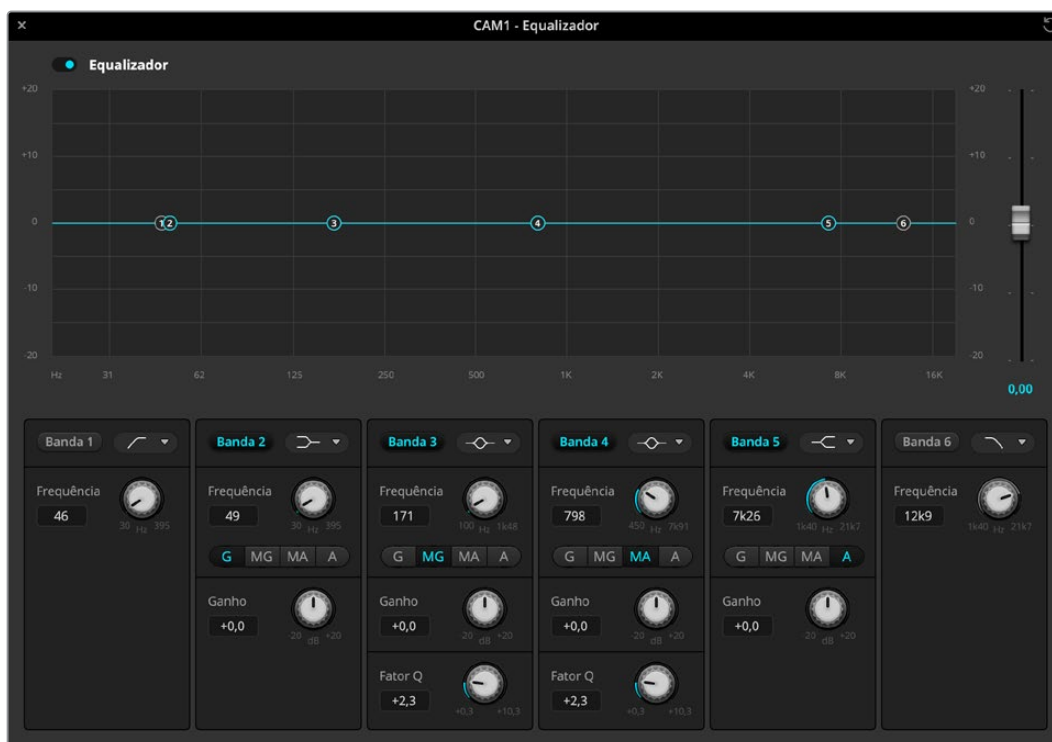 CAM1 - Equalizador
Equalizador
+20 +20
+10 +10
0 1 2 3 4 5 6 0
-10 -10
-20 -20
Hz 31 62 125 250 500 1K 2K 4K 8K 16K
0,00
Banda 1 Banda 2 Banda 3 Banda 4 Banda 5 Banda 6
Frequência Frequência Frequência Frequência Frequência Frequência
46 49 171 798 7k26 12k9
30 Hz 395 30 Hz 395 100 Hz 1k48 450 Hz 7k91 1k40 Hz 21k7 1k40 Hz 21k7
G MG MA A G MG MA A G MG MA A G MG MA A
Ganho Ganho Ganho Ganho
+0,0 +0,0 +0,0 +0,0
-20 dB +20 -20 dB +20 -20 dB +20 -20 dB +20
Fator Q Fator Q
+2,3 +2,3
+0,3 +10,3 +0,3 +10,3